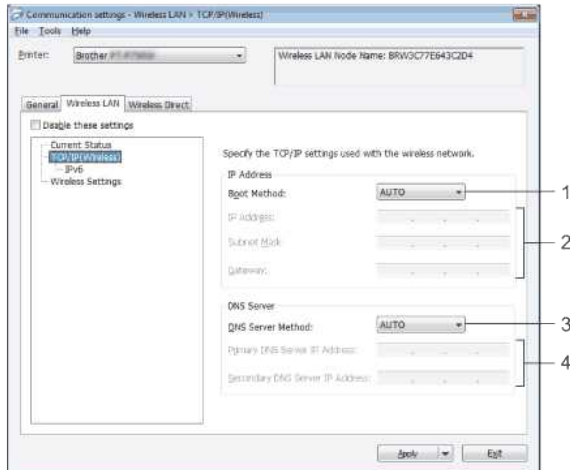 Communication settings - Wireless LAN > TCP/IP(Wireless)
File Tools Help
Printer: Brother
Wireless LAN Node Name: BRW3C77E643C2D4
General Wireless LAN Wireless Direct
Disable these settings
Current Status
TCP/IP(Wireless)
IPv6
Wireless Settings
Specify the TCP/IP settings used with the wireless network.
IP Address
Boot Method: AUTO 1
IP Address:
Subnet Mask: 2
Gateway:
DNS Server
DNS Server Method: AUTO 3
Primary DNS Server IP Address: 4
Secondary DNS Server IP Address:
Apply Exit